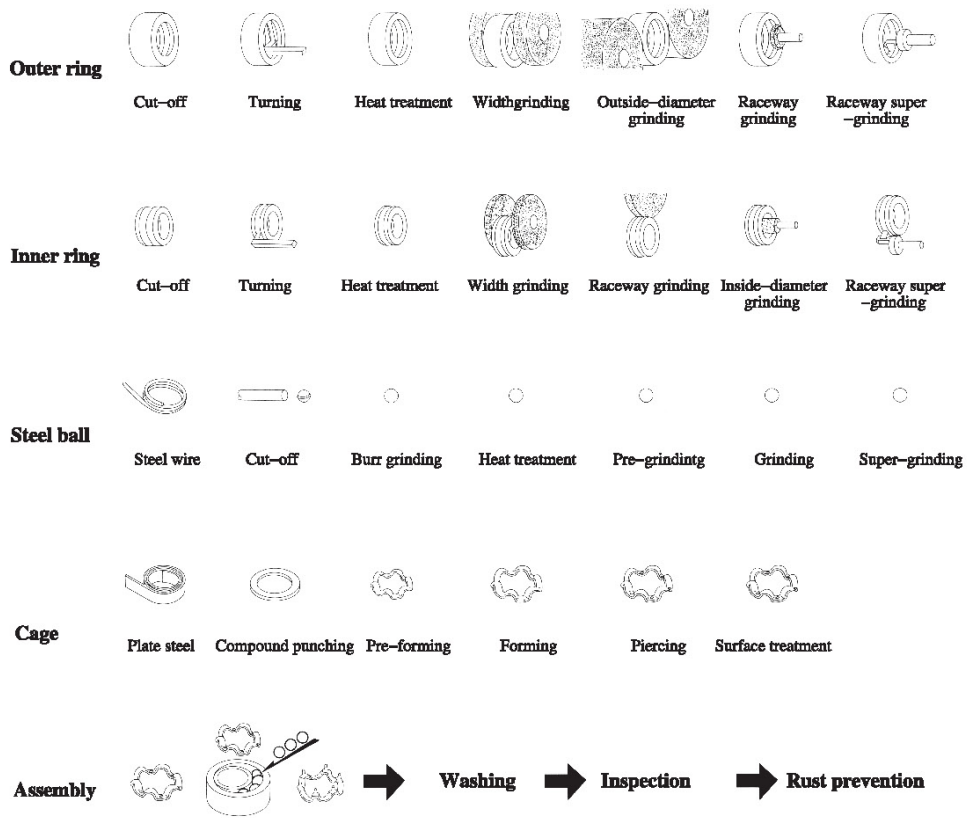 Outer ring
Cut-off
Turning
Heat treatment
Widthgrinding
Outside-diameter
grinding
Raceway
grinding
Raceway super
-grinding
Inner ring
Cut-off
Turning
Heat treatment
Width grinding
Raceway grinding
Inside-diameter
grinding
Raceway super
-grinding
Steel ball
Steel wire
Cut-off
Burr grinding
Heat treatment
Pre-grindintg
Grinding
Super-grinding
Cage
Plate steel
Compound punching
Pre-forming
Forming
Piercing
Surface treatment
Assembly
Washing
Inspection
Rust prevention